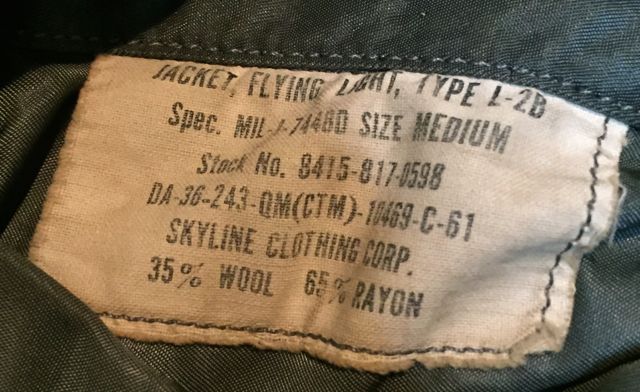 JACKET, FLYING LIGHT, TYPE L-2B
Spec. MIL-J-7448D SIZE MEDIUM
Stock No. 8415-817-0598
DA-36-243-QM(CTM)-10469-C-61
SKYLINE CLOTHING CORP.
35% WOOL 65% RAYON